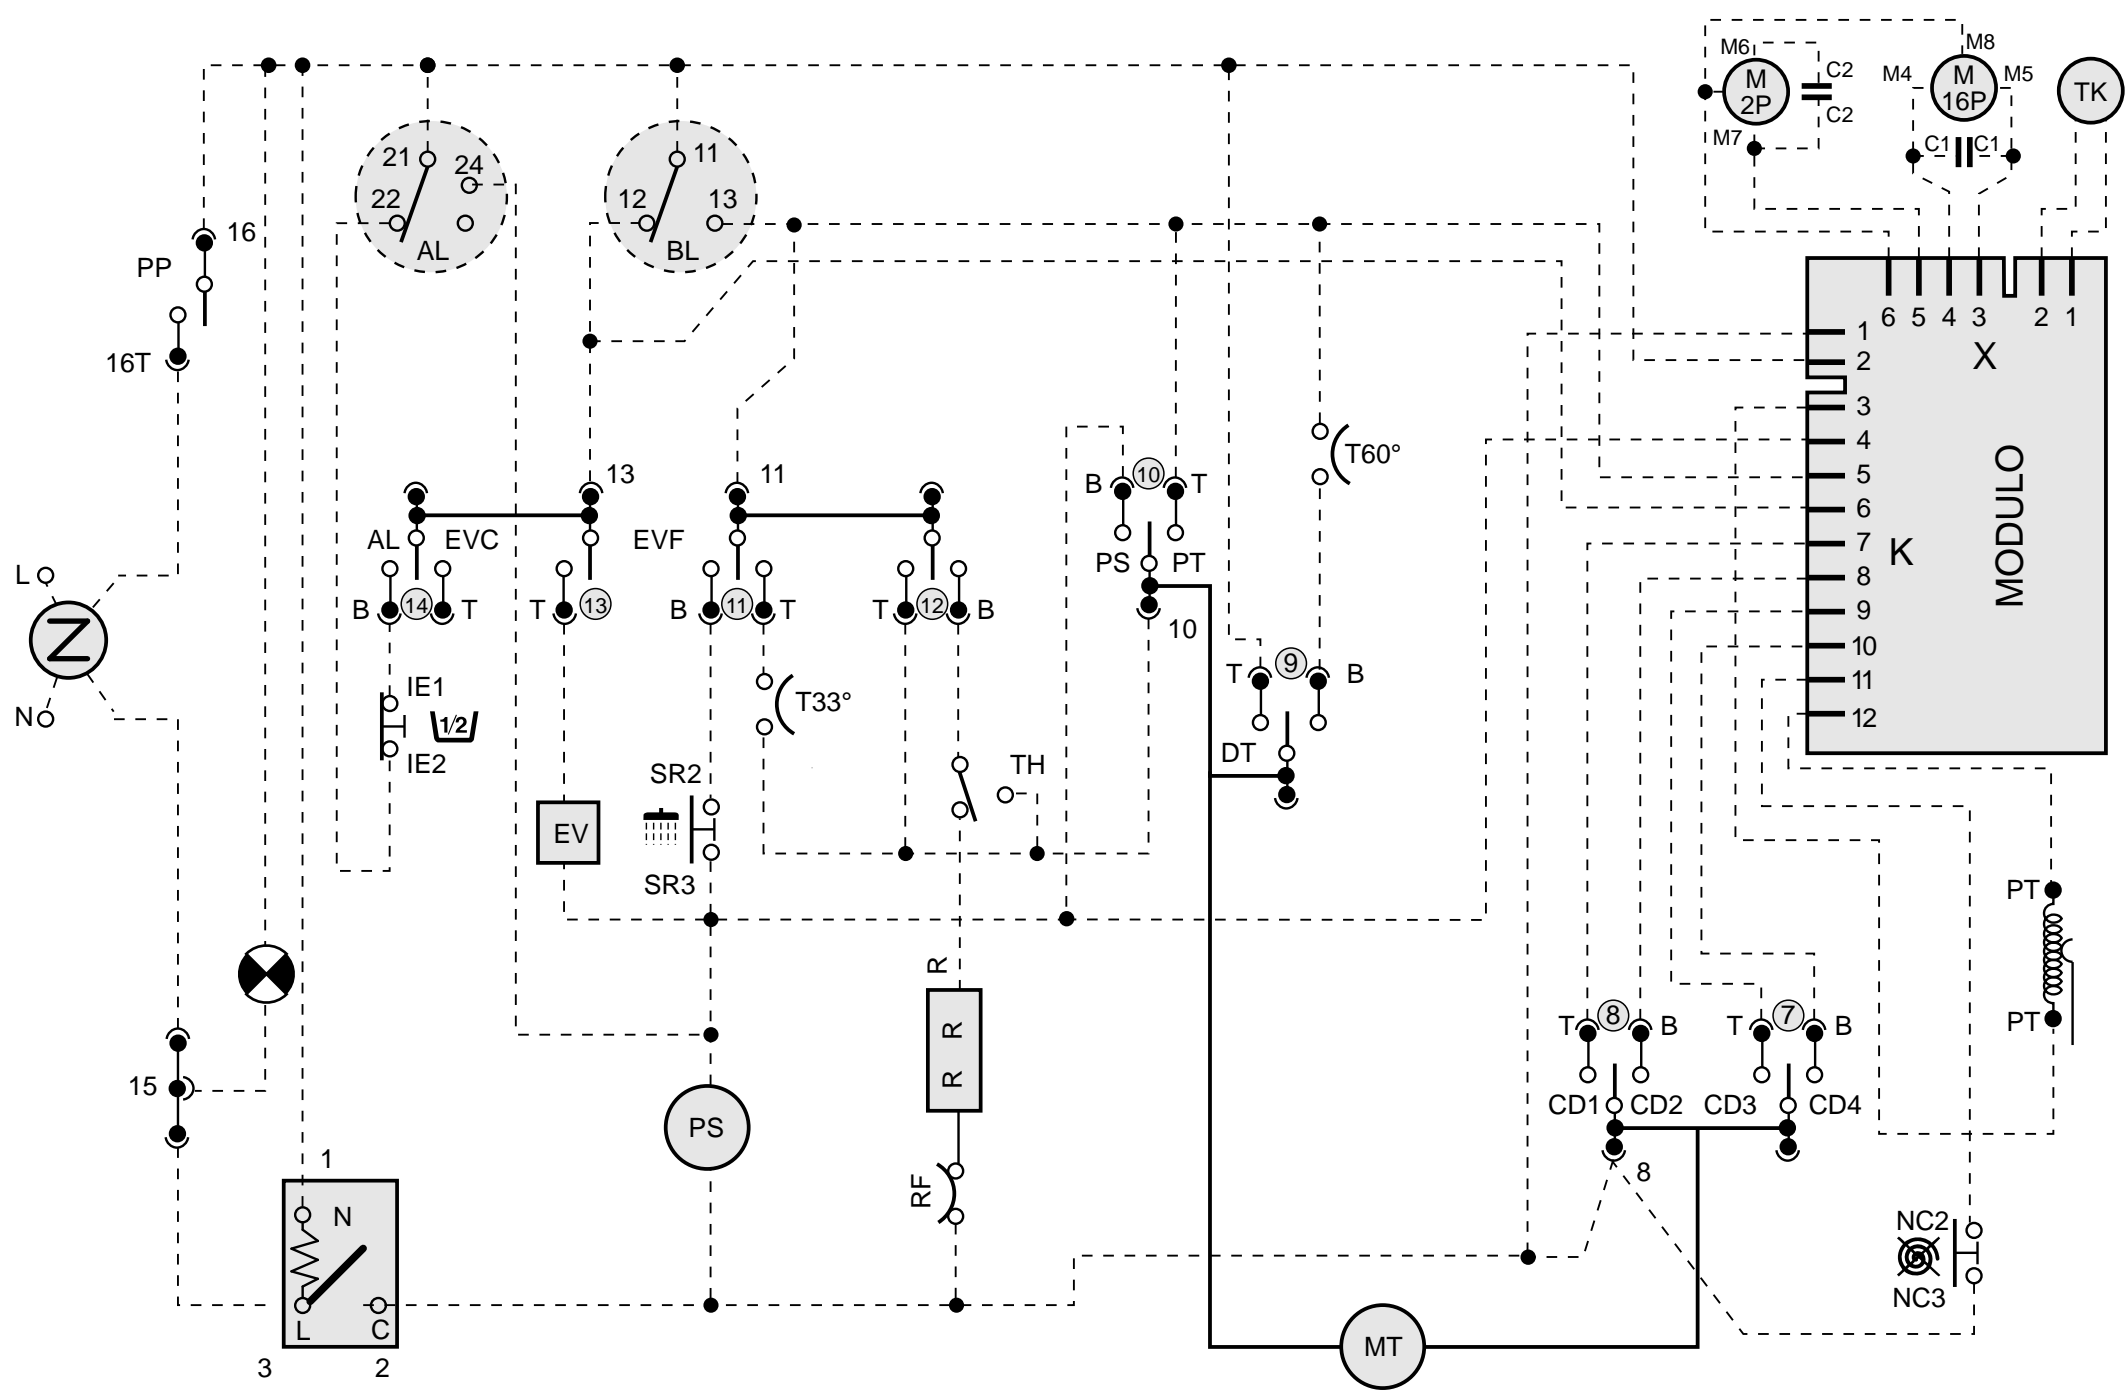 M8
M6
C2
M4
M5
M
2P
M
16P
TK
C2
M7
C1
C1
21
24
11
22
12
13
AL
BL
16
PP
16T
6
5
4
3
2
1
X
1
2
3
4
5
6
7
8
9
10
11
12
K
MODULO
T60°
13
11
B
10
T
AL
EVC
EVF
PS
PT
10
L
Z
N
B
14
T
T
13
B
11
T
T
12
B
T
9
B
DT
IE1
1/2
IE2
T33°
SR2
TH
EV
SR3
PT
R
R
R
R
R
PT
T
8
B
T
7
B
CD1
CD2
CD3
CD4
15
PS
8
1
N
RF
NC2
NC3
L
C
MT
3
2